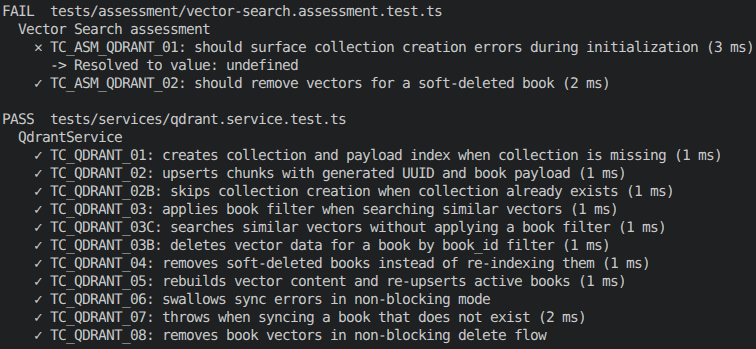 FAIL tests/assessment/vector-search.assessment.test.ts
Vector Search assessment
× TC_ASM_QDRANT_01: should surface collection creation errors during initialization (3 ms)
-> Resolved to value: undefined
✓ TC_ASM_QDRANT_02: should remove vectors for a soft-deleted book (2 ms)
PASS tests/services/qdrant.service.test.ts
QdrantService
✓ TC_QDRANT_01: creates collection and payload index when collection is missing (1 ms)
✓ TC_QDRANT_02: upserts chunks with generated UUID and book payload (1 ms)
✓ TC_QDRANT_02B: skips collection creation when collection already exists (1 ms)
✓ TC_QDRANT_03: applies book filter when searching similar vectors (1 ms)
✓ TC_QDRANT_03C: searches similar vectors without applying a book filter (1 ms)
✓ TC_QDRANT_03B: deletes vector data for a book by book_id filter (1 ms)
✓ TC_QDRANT_04: removes soft-deleted books instead of re-indexing them (1 ms)
✓ TC_QDRANT_05: rebuilds vector content and re-upserts active books (1 ms)
✓ TC_QDRANT_06: swallows sync errors in non-blocking mode
✓ TC_QDRANT_07: throws when syncing a book that does not exist (2 ms)
✓ TC_QDRANT_08: removes book vectors in non-blocking delete flow